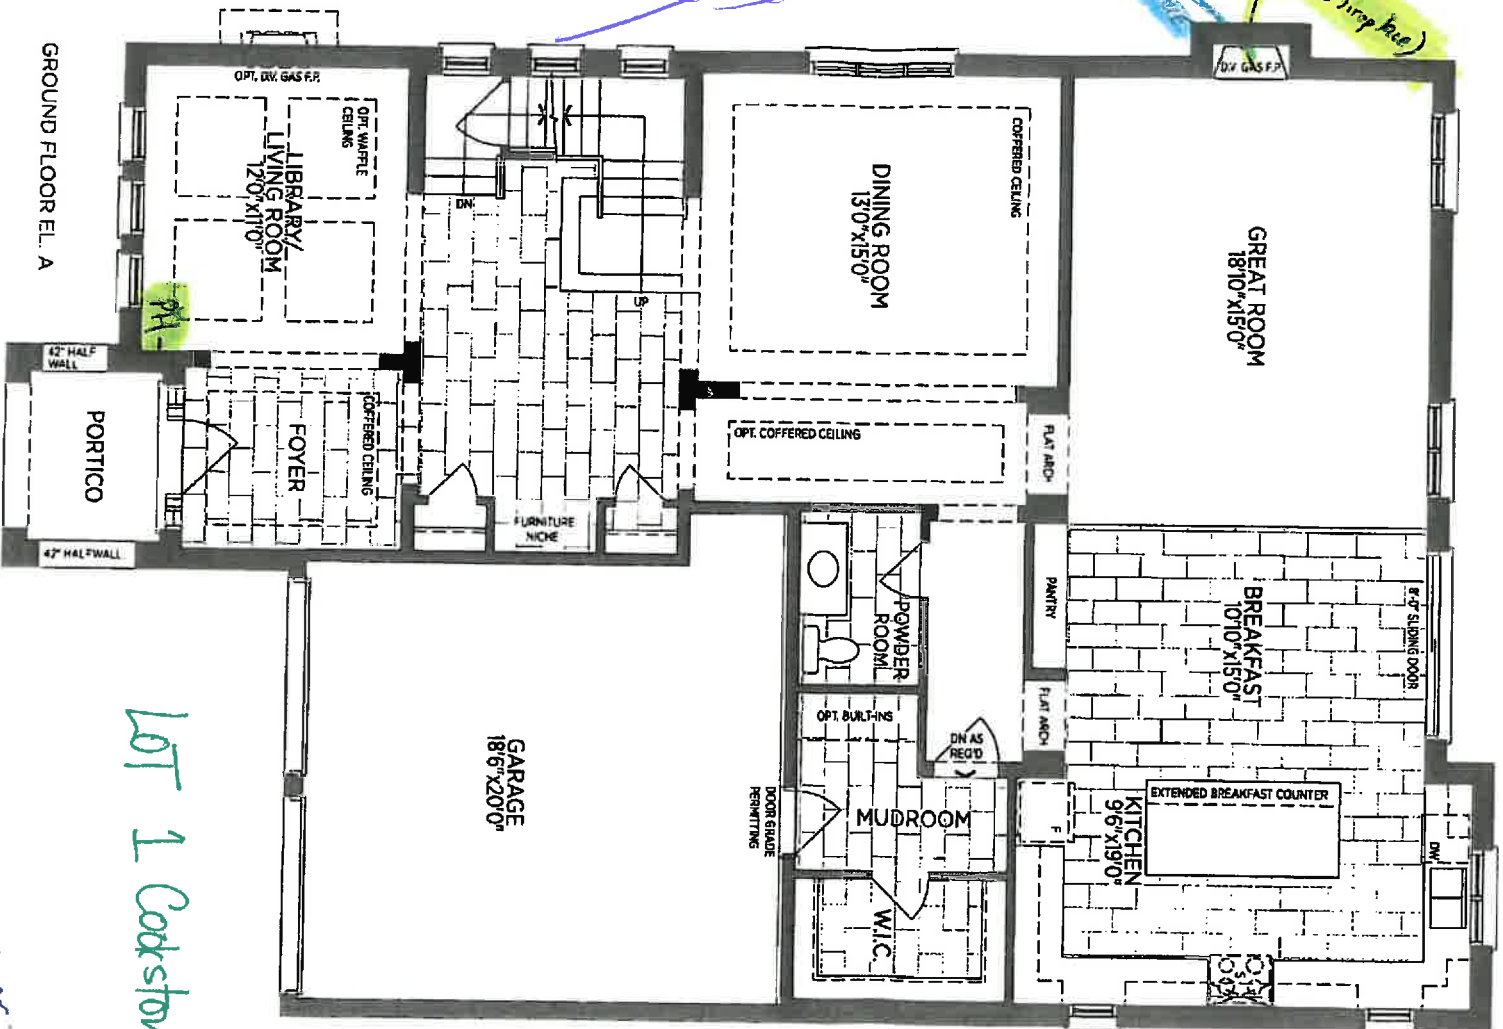 GROUND FLOOR EL. A
OPT. D.V. GAS F.P.
OPT. WAFFLE
CEILING
LIBRARY/
LIVING ROOM
12'0"x11'0"
PH
42" HALF
WALL
PORTICO
42" HALF WALL
FOYER
COFFERED CEILING
DN
UP
FURNITURE
NICHE
COFFERED CEILING
DINING ROOM
13'0"x15'0"
OPT. COFFERED CEILING
D.V. GAS F.P.
GREAT ROOM
18'10"x15'0"
FLAT ARCH
PANTRY
FLAT ARCH
8'-0" SLIDING DOOR
BREAKFAST
10'10"x15'0"
POWDER
ROOM
OPT. BUILT-INS
DN AS
REQ'D
MUDROOM
DOOR GRADE
PERMITTING
W.I.C.
EXTENDED BREAKFAST COUNTER
KITCHEN
9'6"x19'0"
F
DW
S
GARAGE
18'6"x20'0"
LOT 1 Cookstow